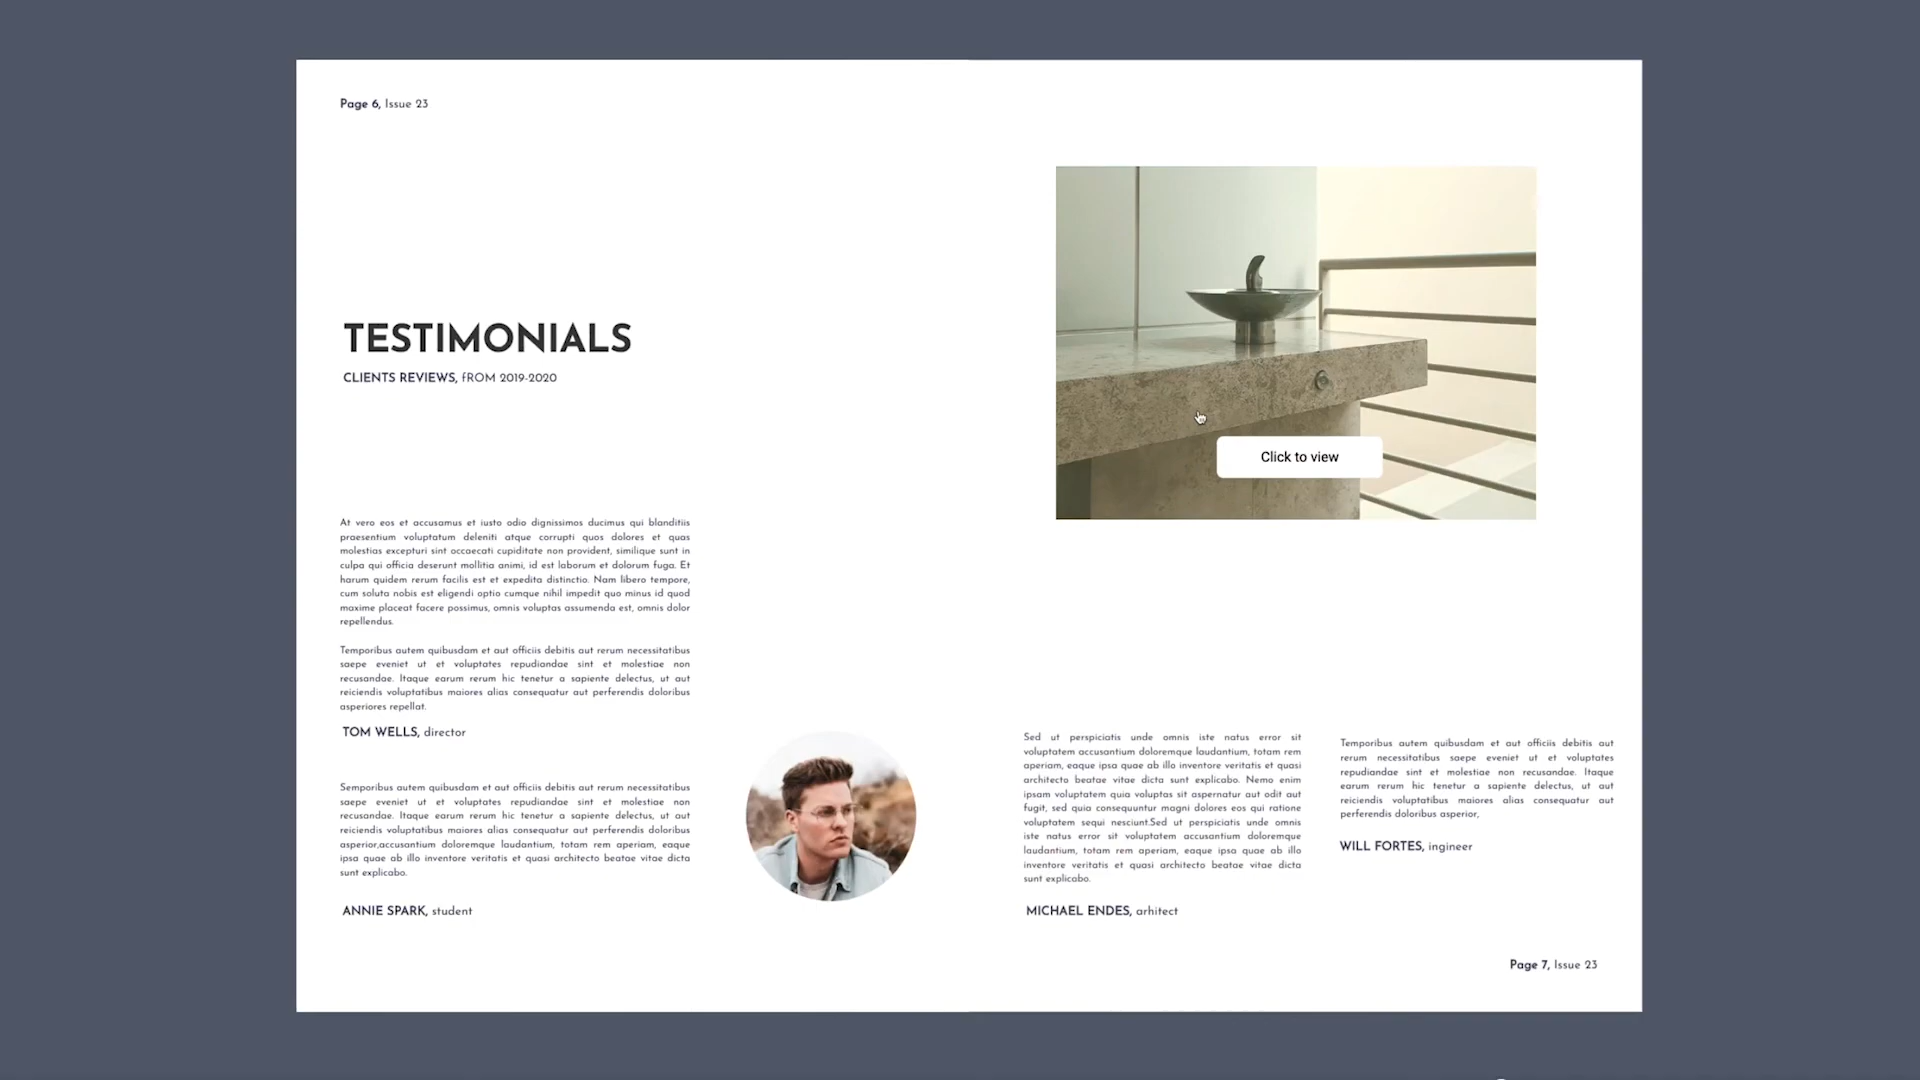 Page 6, Issue 23
TESTIMONIALS
CLIENTS REVIEWS, fROM 2019-2020
At vero eos et accusamus et iusto odio dignissimos ducimus qui blanditiis
praesentium voluptatum deleniti atque corrupti quos dolores et quas
molestias excepturi sint occaecati cupiditate non provident, similique sunt in
culpa qui officia deserunt mollitia animi, id est laborum et dolorum fuga. Et
harum quidem rerum facilis est et expedita distinctio. Nam libero tempore,
cum soluta nobis est eligendi optio cumque nihil impedit quo minus id quod
maxime placeat facere possimus, omnis voluptas assumenda est, omnis dolor
repellendus.
Temporibus autem quibusdam et aut officiis debitis aut rerum necessitatibus
saepe eveniet ut et voluptates repudiandae sint et molestiae non
recusandae. Itaque earum rerum hic tenetur a sapiente delectus, ut aut
reiciendis voluptatibus maiores alias consequatur aut perferendis doloribus
asperiores repellat.
TOM WELLS, director
Semporibus autem quibusdam et aut officiis debitis aut rerum necessitatibus
saepe eveniet ut et voluptates repudiandae sint et molestiae non
recusandae. Itaque earum rerum hic tenetur a sapiente delectus, ut aut
reiciendis voluptatibus maiores alias consequatur aut perferendis doloribus
asperior,accusantium doloremque laudantium, totam rem aperiam, eaque
ipsa quae ab illo inventore veritatis et quasi architecto beatae vitae dicta
sunt explicabo.
ANNIE SPARK, student
Click to view
Sed ut perspiciatis unde omnis iste natus error sit
voluptatem accusantium doloremque laudantium, totam rem
aperiam, eaque ipsa quae ab illo inventore veritatis et quasi
architecto beatae vitae dicta sunt explicabo. Nemo enim
ipsam voluptatem quia voluptas sit aspernatur aut odit aut
fugit, sed quia consequuntur magni dolores eos qui ratione
voluptatem sequi nesciunt.Sed ut perspiciatis unde omnis
iste natus error sit voluptatem accusantium doloremque
laudantium, totam rem aperiam, eaque ipsa quae ab illo
inventore veritatis et quasi architecto beatae vitae dicta
sunt explicabo.
MICHAEL ENDES, arhitect
Temporibus autem quibusdam et aut officiis debitis aut
rerum necessitatibus saepe eveniet ut et voluptates
repudiandae sint et molestiae non recusandae. Itaque
earum rerum hic tenetur a sapiente delectus, ut aut
reiciendis voluptatibus maiores alias consequatur aut
perferendis doloribus asperior,
WILL FORTES, ingineer
Page 7, Issue 23